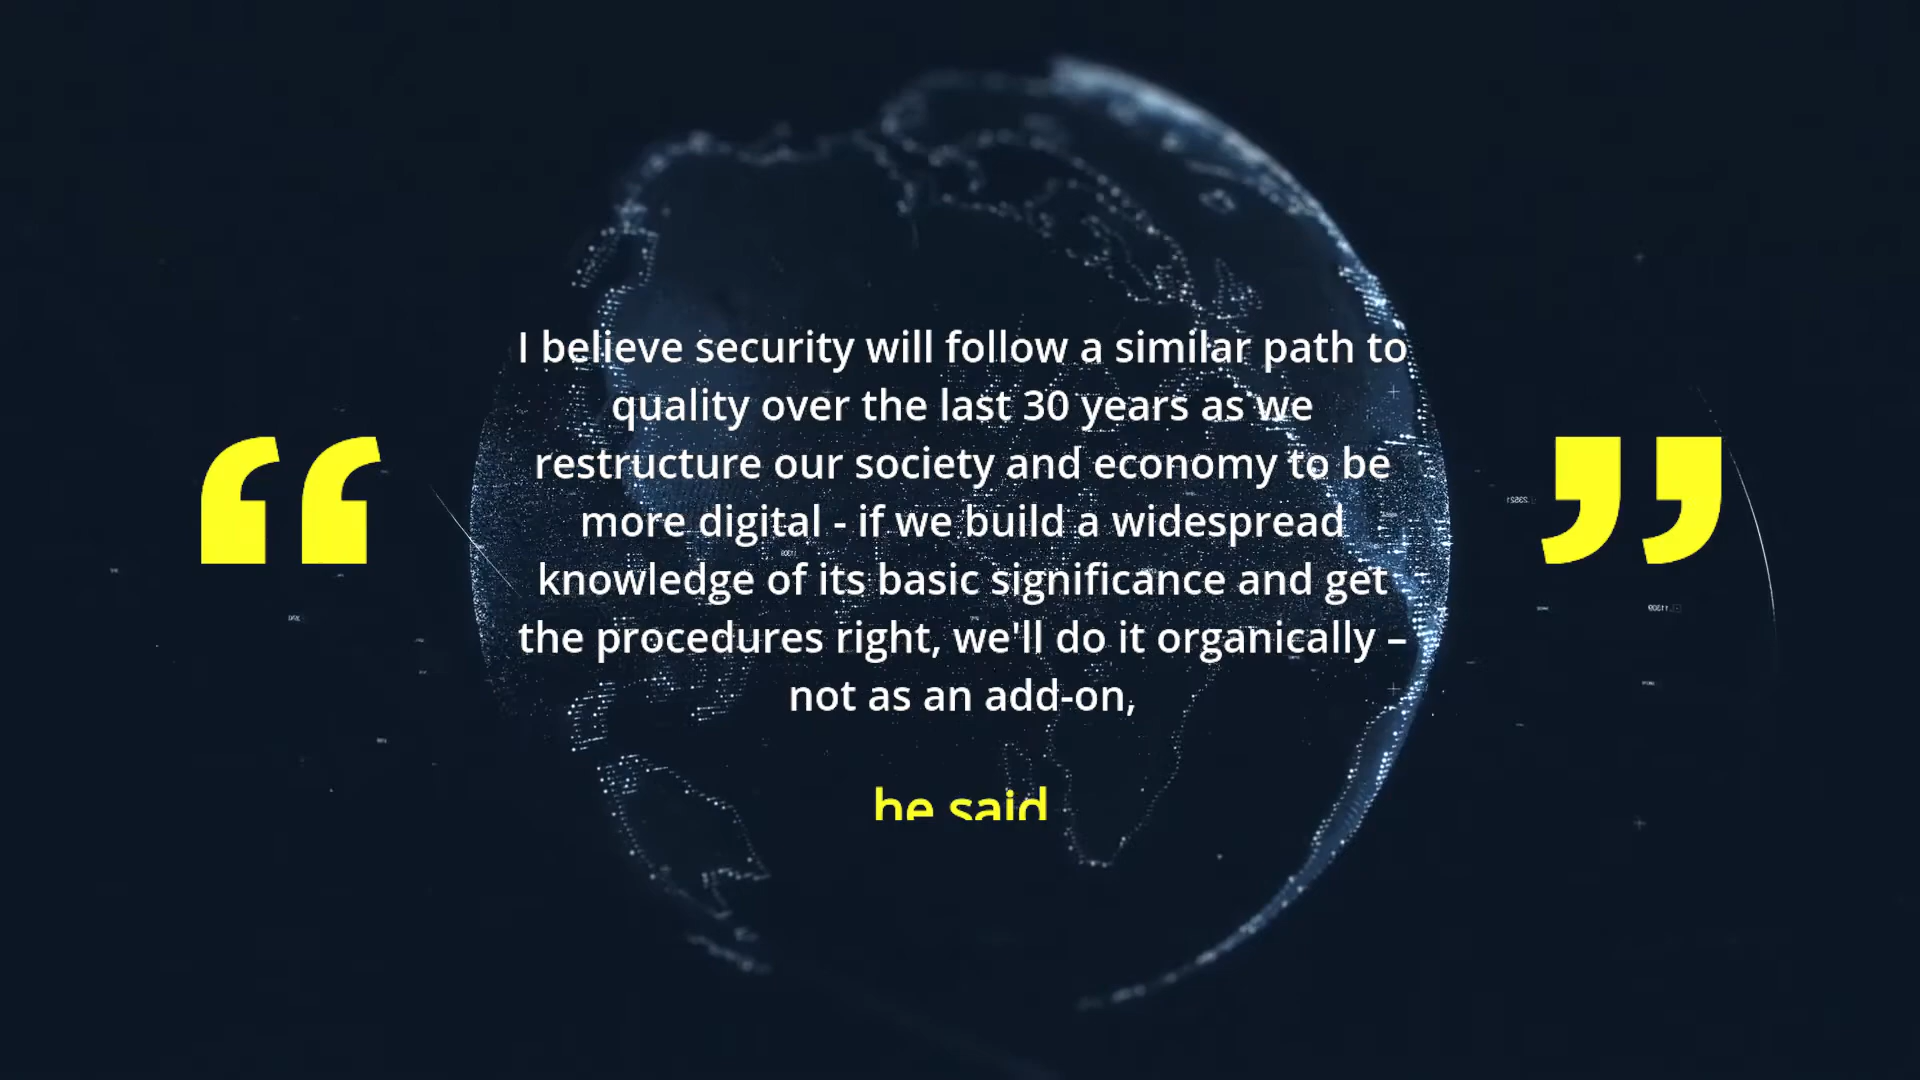 I believe security will follow a similar path to
quality over the last 30 years as we
restructure our society and economy to be
more digital - if we build a widespread
knowledge of its basic significance and get
the procedures right, we'll do it organically –
not as an add-on,
“ ”
he said